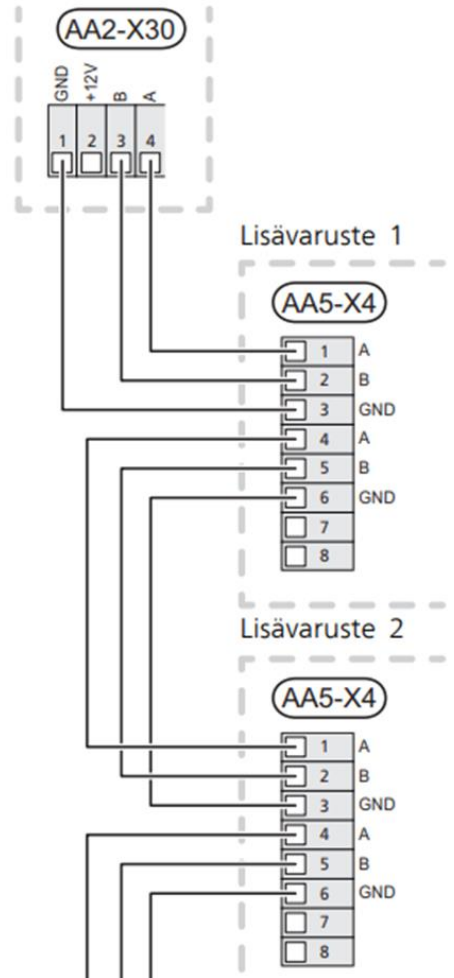 AA2-X30
GND +12V B A
1 2 3 4
Lisävaruste 1
AA5-X4
1 A
2 B
3 GND
4 A
5 B
6 GND
7
8
Lisävaruste 2
AA5-X4
1 A
2 B
3 GND
4 A
5 B
6 GND
7
8